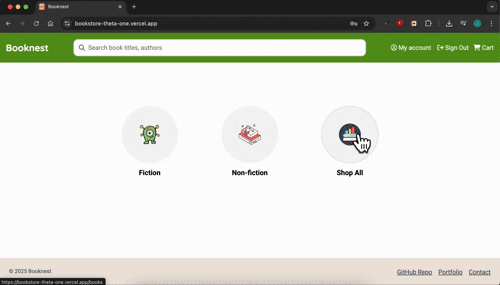 Booknest
bookstore-theta-one.vercel.app
Booknest
Search book titles, authors
My account
Sign Out
Cart
Fiction
Non-fiction
Shop All
© 2025 Booknest
GitHub Repo
Portfolio
Contact
https://bookstore-theta-one.vercel.app/books